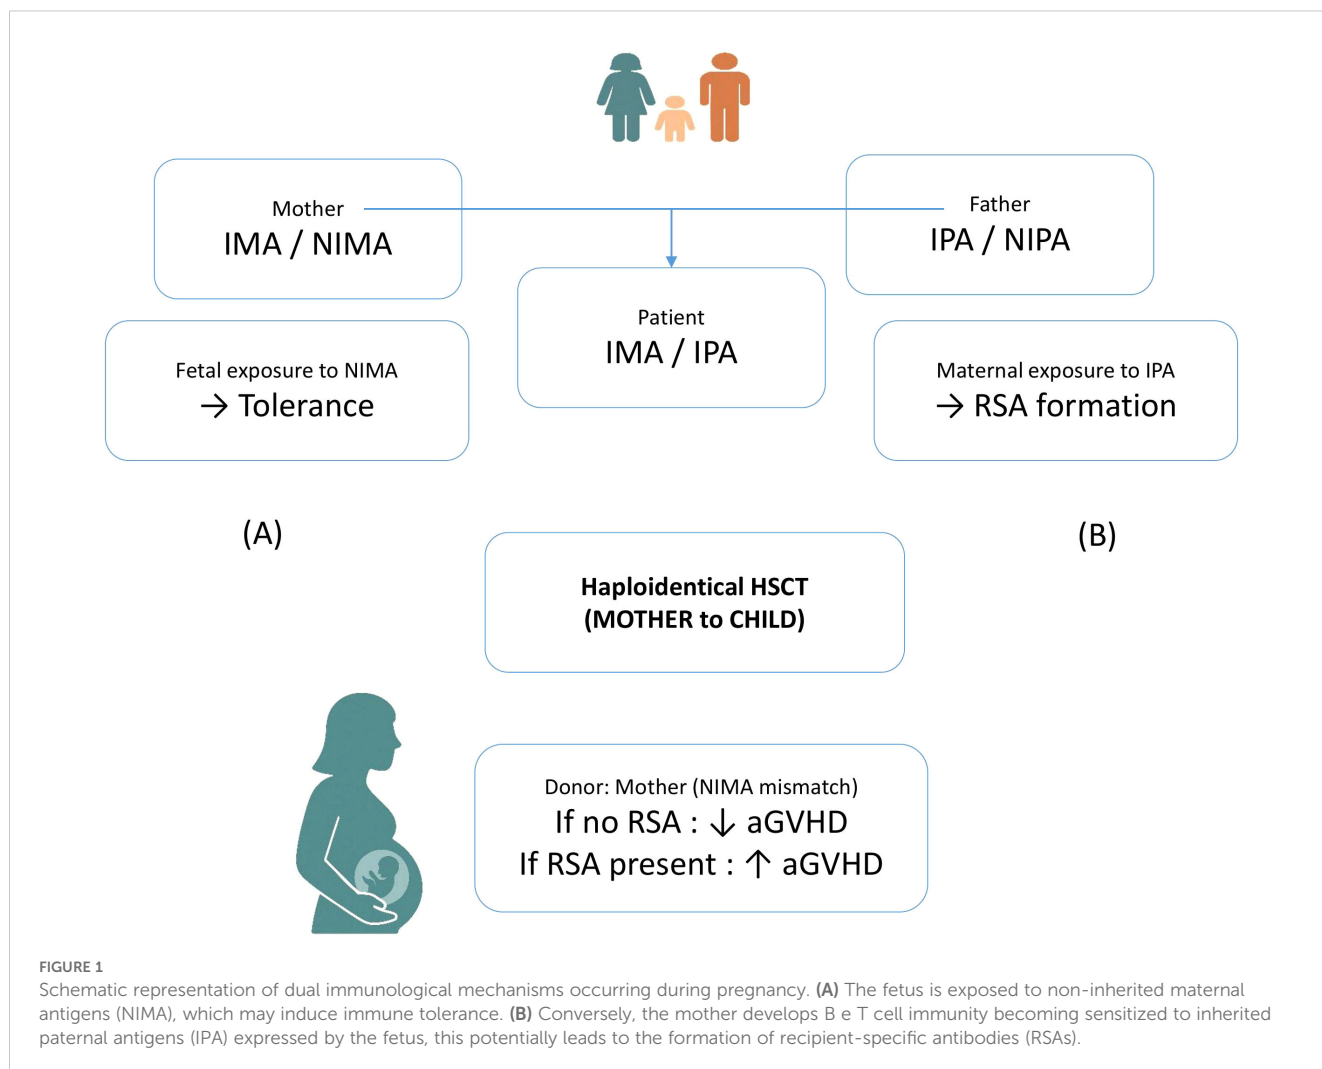 Mother
IMA / NIMA
Father
IPA / NIPA
Patient
IMA / IPA
Fetal exposure to NIMA
→ Tolerance
Maternal exposure to IPA
→ RSA formation
(A)
(B)
Haploidentical HSCT
(MOTHER to CHILD)
Donor: Mother (NIMA mismatch)
If no RSA : ↓ aGVHD
If RSA present : ↑ aGVHD
FIGURE 1
Schematic representation of dual immunological mechanisms occurring during pregnancy. (A) The fetus is exposed to non-inherited maternal
antigens (NIMA), which may induce immune tolerance. (B) Conversely, the mother develops B e T cell immunity becoming sensitized to inherited
paternal antigens (IPA) expressed by the fetus, this potentially leads to the formation of recipient-specific antibodies (RSAs).